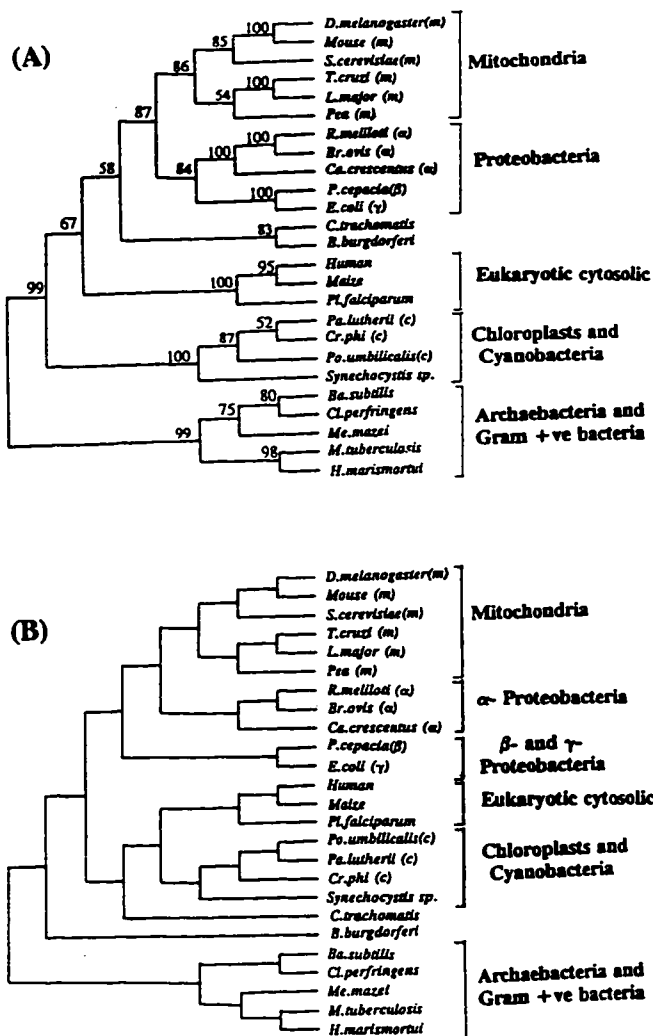 (A)
100
D.melanogaster(m)
85
Mouse (m)
S.cerevisiae(m)
86
Mitochondria
100
T.cruzi (m)
L.major (m)
54
Pea (m)
87
100
R.meliloti (α)
100
Br.ovis (α)
Ca.crescentus (α)
Proteobacteria
84
58
100
P.cepacia(β)
E.coli (γ)
83
C.trachomatis
B.burgdorferi
67
95
Human
Maize
Eukaryotic cytosolic
100
Pl.falciparum
99
52
Pa.lutherii (c)
87
Cr.phi (c)
Chloroplasts and
Cyanobacteria
100
Po.umbilicalis(c)
Synechocystis sp.
80
Ba.subtilis
75
Cl.perfringens
Archaebacteria and
Gram +ve bacteria
Me.mazei
99
98
M.tuberculosis
H.marismortui
(B)
D.melanogaster(m)
Mouse (m)
S.cerevisiae(m)
Mitochondria
T.cruzi (m)
L.major (m)
Pea (m)
R.meliloti (α)
α- Proteobacteria
Br.ovis (α)
Ca.crescentus (α)
P.cepacia(β)
β- and γ-
Proteobacteria
E.coli (γ)
Human
Maize
Eukaryotic cytosolic
Pl.falciparum
Po.umbilicalis(c)
Pa.lutherii (c)
Chloroplasts and
Cyanobacteria
Cr.phi (c)
Synechocystis sp.
C.trachomatis
B.burgdorferi
Ba.subtilis
Cl.perfringens
Archaebacteria and
Gram +ve bacteria
Me.mazei
M.tuberculosis
H.marismortui